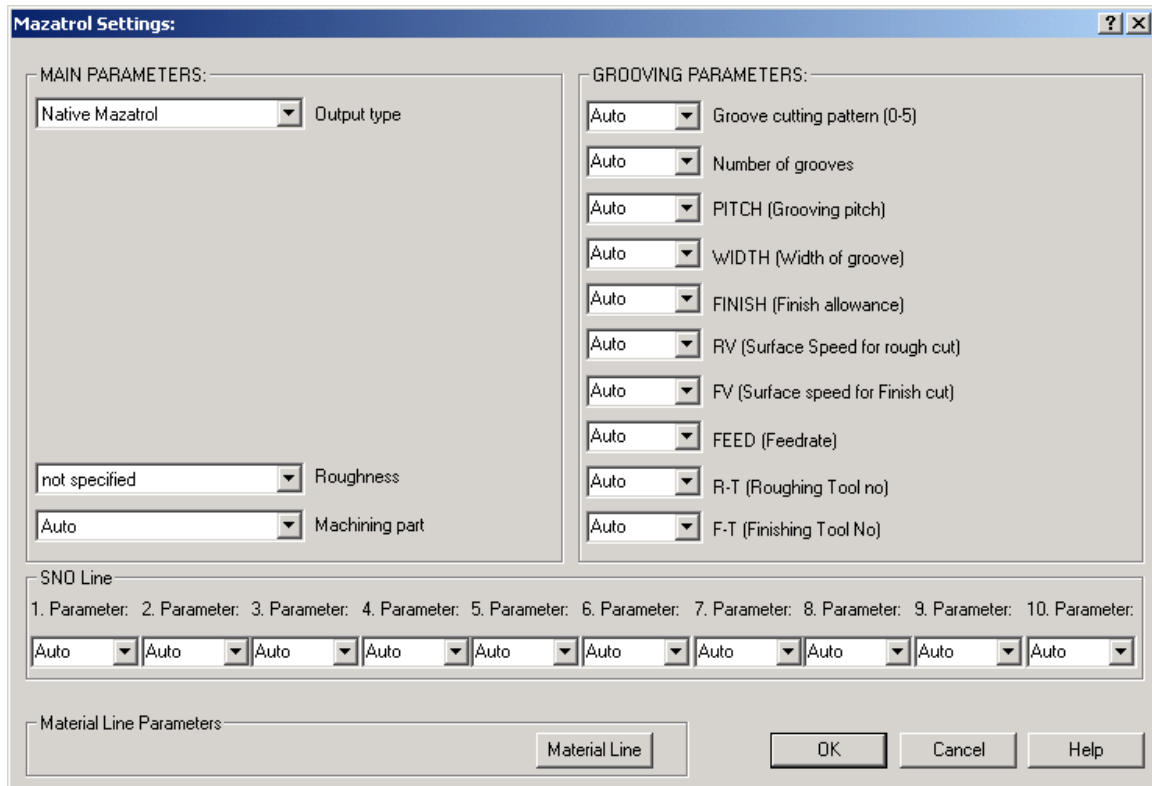 Mazatrol Settings:
MAIN PARAMETERS:
Native Mazatrol Output type
not specified Roughness
Auto Machining part
GROOVING PARAMETERS:
Auto Groove cutting pattern (0-5)
Auto Number of grooves
Auto PITCH (Grooving pitch)
Auto WIDTH (Width of groove)
Auto FINISH (Finish allowance)
Auto RV (Surface Speed for rough cut)
Auto FV (Surface speed for Finish cut)
Auto FEED (Feedrate)
Auto R-T (Roughing Tool no)
Auto F-T (Finishing Tool No)
SNO Line
1. Parameter: 2. Parameter: 3. Parameter: 4. Parameter: 5. Parameter: 6. Parameter: 7. Parameter: 8. Parameter: 9. Parameter: 10. Parameter:
Auto Auto Auto Auto Auto Auto Auto Auto Auto Auto
Material Line Parameters
Material Line OK Cancel Help